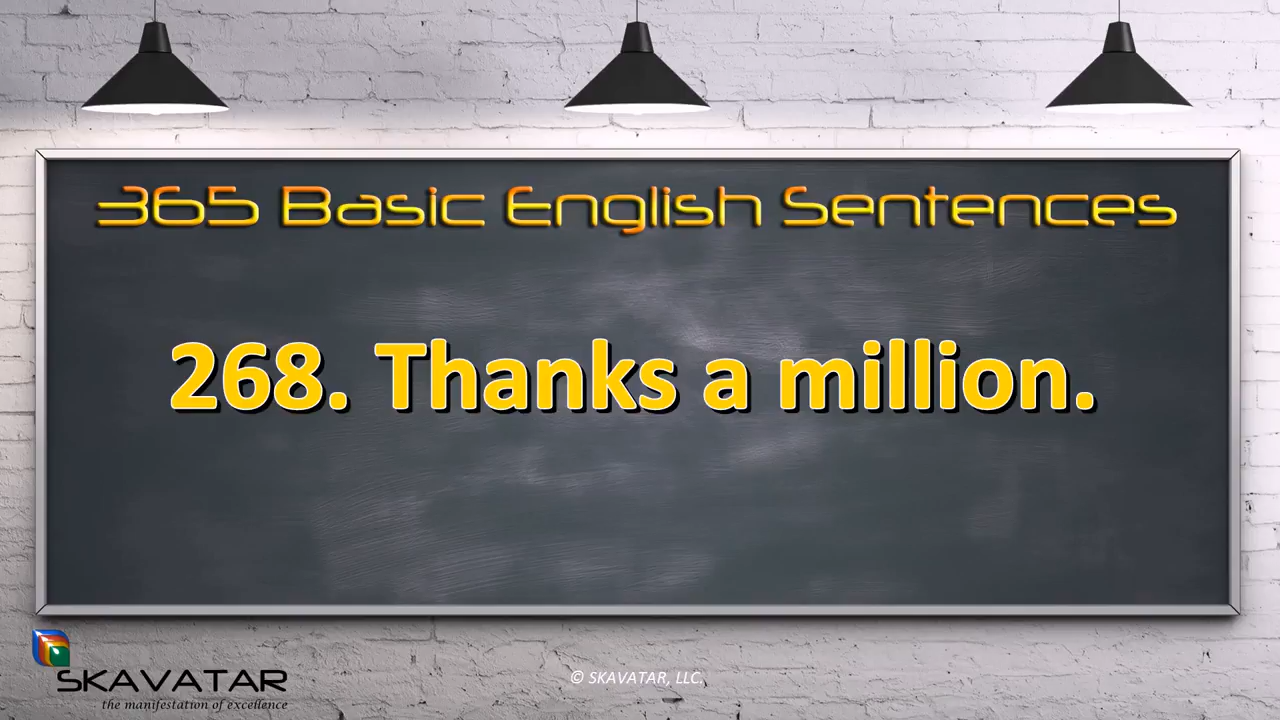 365 Basic English Sentences
268. Thanks a million.
SKAVATAR
the manifestation of excellence
© SKAVATAR, LLC.